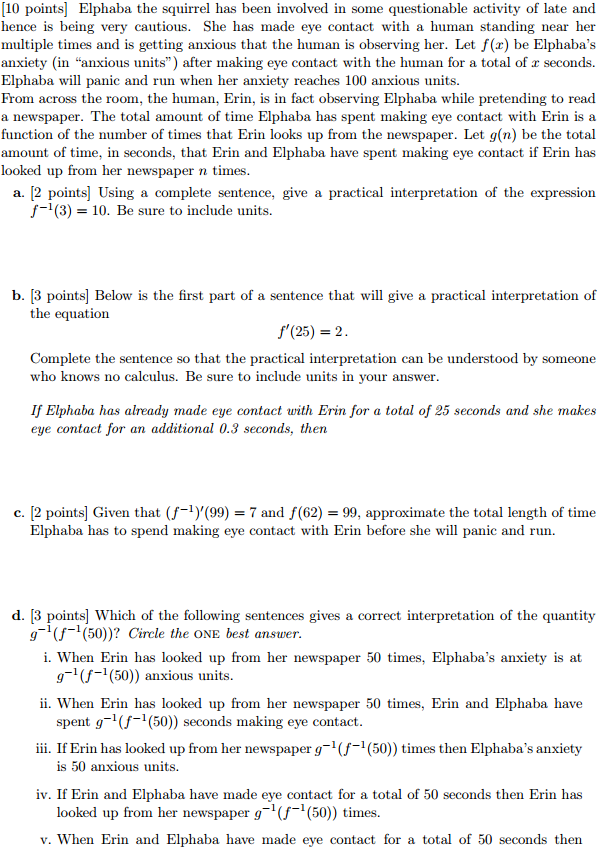 [10 points] Elphaba the squirrel has been involved in some questionable activity of late and
hence is being very cautious. She has made eye contact with a human standing near her
multiple times and is getting anxious that the human is observing her. Let f(x) be Elphaba's
anxiety (in "anxious units") after making eye contact with the human for a total of x seconds.
Elphaba will panic and run when her anxiety reaches 100 anxious units.
From across the room, the human, Erin, is in fact observing Elphaba while pretending to read
a newspaper. The total amount of time Elphaba has spent making eye contact with Erin is a
function of the number of times that Erin looks up from the newspaper. Let g(n) be the total
amount of time, in seconds, that Erin and Elphaba have spent making eye contact if Erin has
looked up from her newspaper n times.
a. [2 points] Using a complete sentence, give a practical interpretation of the expression
f⁻¹(3) = 10. Be sure to include units.
b. [3 points] Below is the first part of a sentence that will give a practical interpretation of
the equation
f′(25) = 2.
Complete the sentence so that the practical interpretation can be understood by someone
who knows no calculus. Be sure to include units in your answer.
If Elphaba has already made eye contact with Erin for a total of 25 seconds and she makes
eye contact for an additional 0.3 seconds, then
c. [2 points] Given that (f⁻¹)′(99) = 7 and f(62) = 99, approximate the total length of time
Elphaba has to spend making eye contact with Erin before she will panic and run.
d. [3 points] Which of the following sentences gives a correct interpretation of the quantity
g⁻¹(f⁻¹(50))? Circle the ONE best answer.
i. When Erin has looked up from her newspaper 50 times, Elphaba's anxiety is at
g⁻¹(f⁻¹(50)) anxious units.
ii. When Erin has looked up from her newspaper 50 times, Erin and Elphaba have
spent g⁻¹(f⁻¹(50)) seconds making eye contact.
iii. If Erin has looked up from her newspaper g⁻¹(f⁻¹(50)) times then Elphaba's anxiety
is 50 anxious units.
iv. If Erin and Elphaba have made eye contact for a total of 50 seconds then Erin has
looked up from her newspaper g⁻¹(f⁻¹(50)) times.
v. When Erin and Elphaba have made eye contact for a total of 50 seconds then